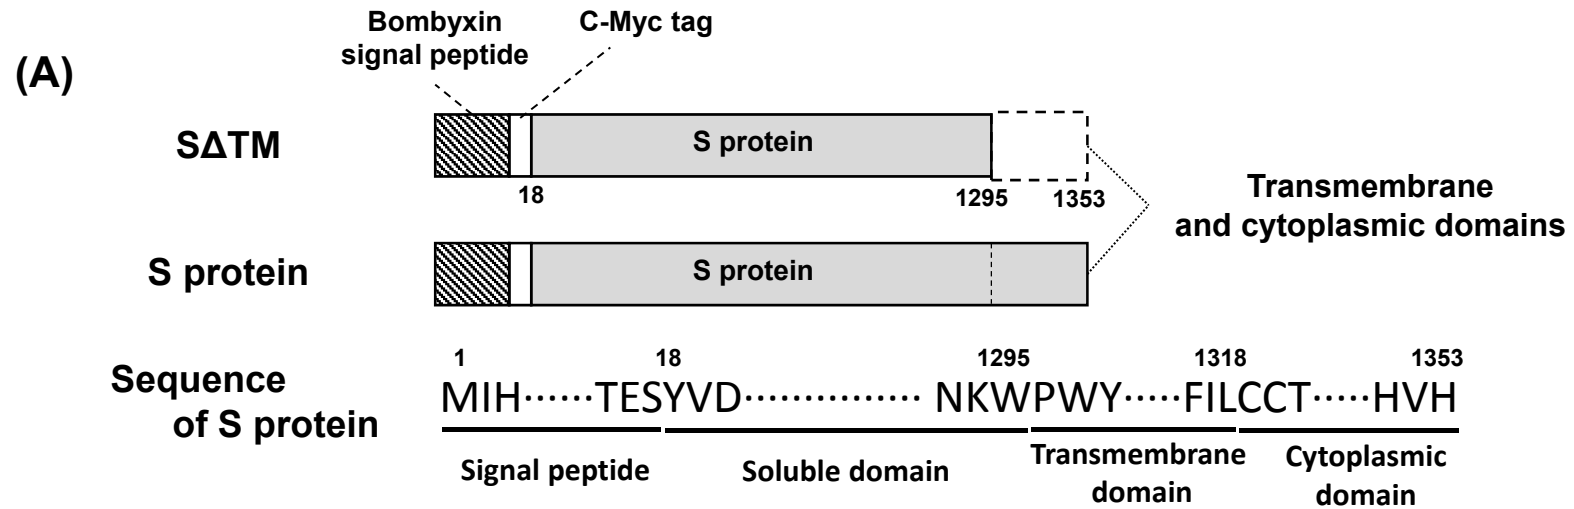 (A)
Bombyxin
signal peptide
C-Myc tag
SΔTM
S protein
18
1295
1353
Transmembrane
and cytoplasmic domains
S protein
S protein
Sequence
of S protein
1
18
1295
1318
1353
MIH······TESYVD··············· NKWPWY·····FILCCT·····HVH
Signal peptide
Soluble domain
Transmembrane
domain
Cytoplasmic
domain